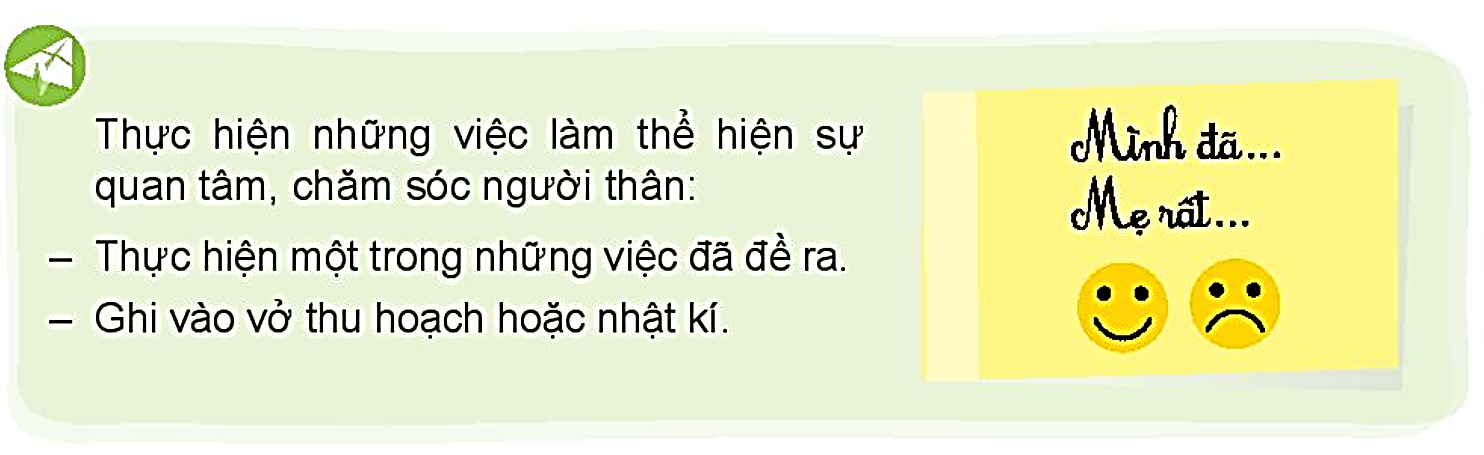 Thực hiện những việc làm thể hiện sự
quan tâm, chăm sóc người thân:
– Thực hiện một trong những việc đã đề ra.
– Ghi vào vở thu hoạch hoặc nhật kí.
Mình đã...
Mẹ rất...